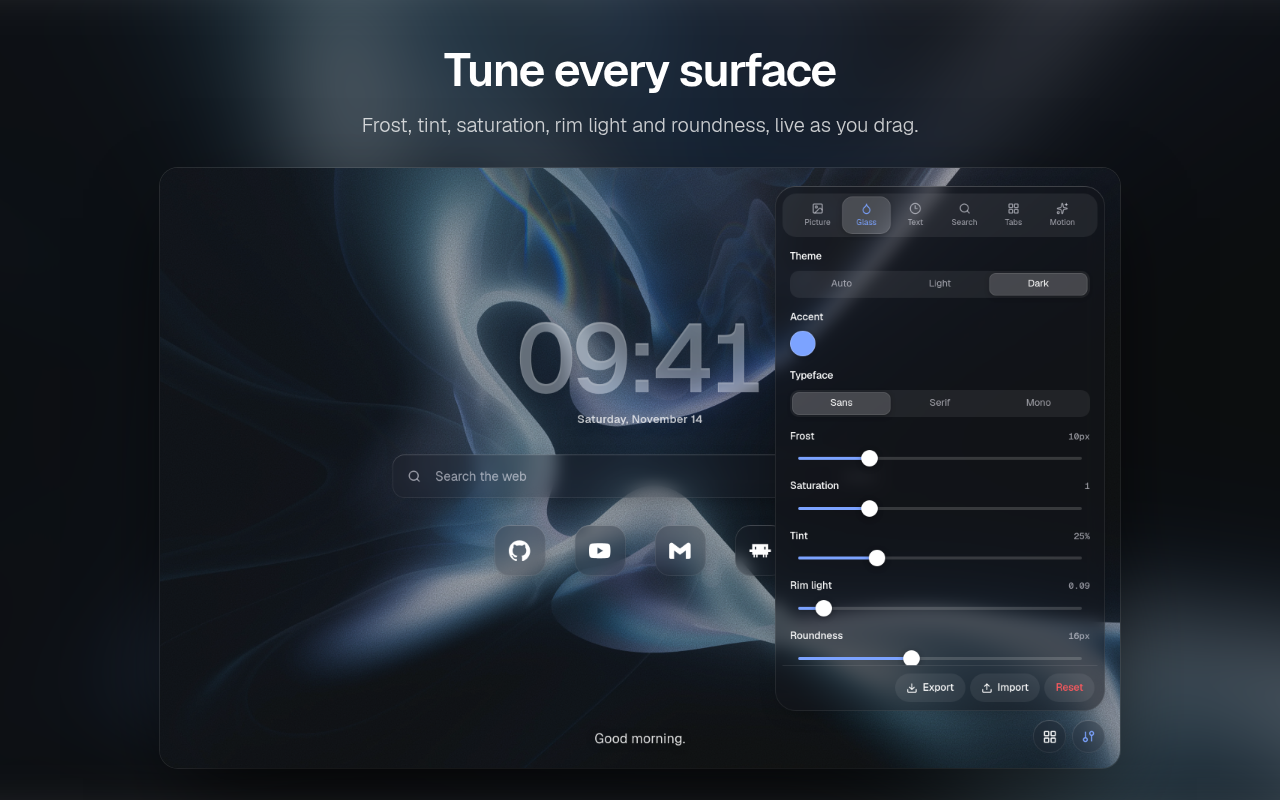 Tune every surface
Frost, tint, saturation, rim light and roundness, live as you drag.
Picture
Glass
Text
Search
Tabs
Motion
Theme
Auto
Light
Dark
Accent
Typeface
Sans
Serif
Mono
Frost
10px
Saturation
1
Tint
25%
Rim light
0.09
Roundness
16px
Export
Import
Reset
09:41
Saturday, November 14
Search the web
Good morning.